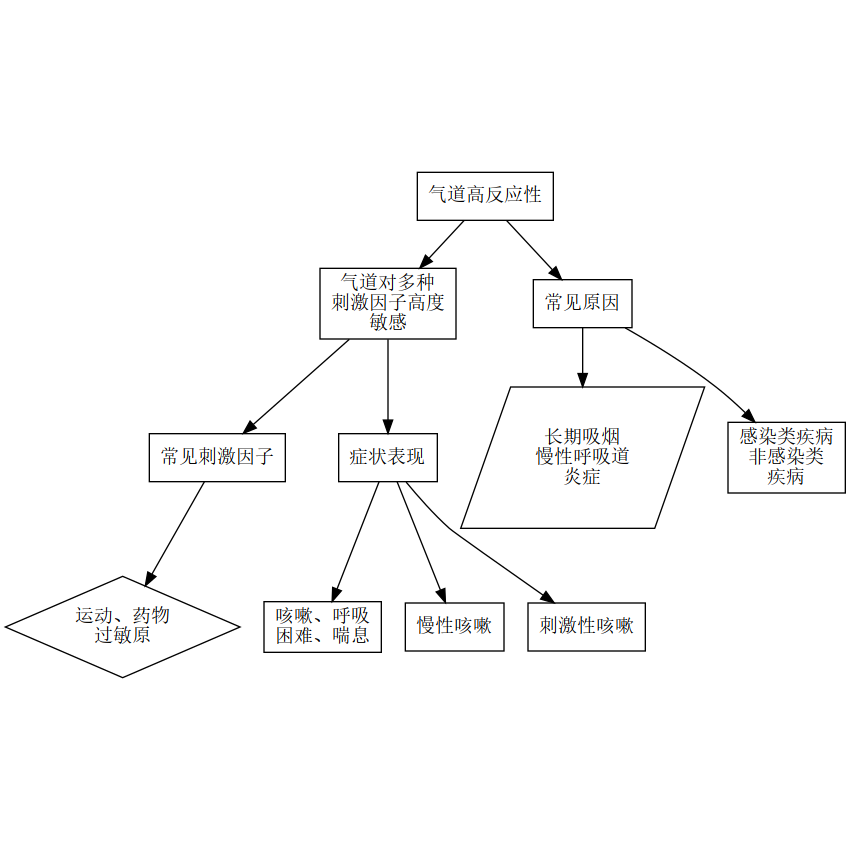 气道高反应性
气道对多种
刺激因子高度
敏感
常见原因
常见刺激因子
症状表现
长期吸烟
慢性呼吸道
炎症
感染类疾病
非感染类
疾病
运动、药物
过敏原
咳嗽、呼吸
困难、喘息
慢性咳嗽
刺激性咳嗽